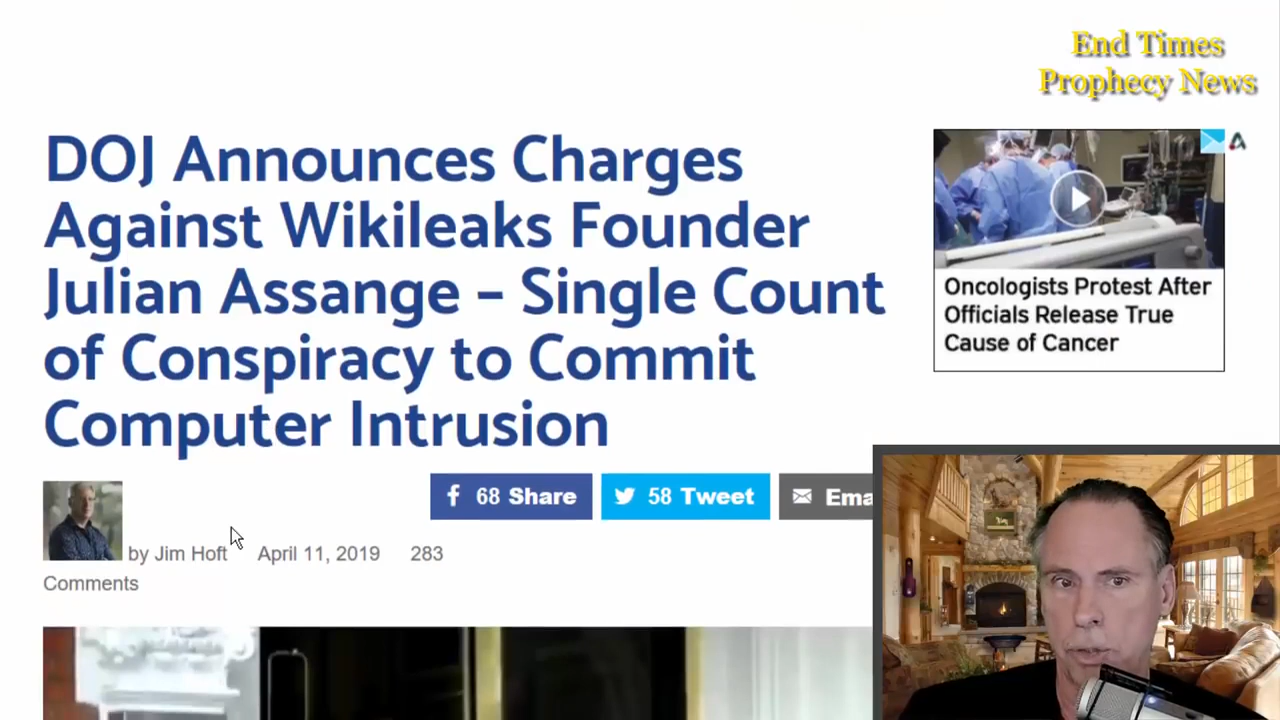 End Times
Prophecy News
DOJ Announces Charges
Against Wikileaks Founder
Julian Assange – Single Count
of Conspiracy to Commit
Computer Intrusion
Oncologists Protest After
Officials Release True
Cause of Cancer
68 Share
58 Tweet
Ema
by Jim Hoft April 11, 2019 283
Comments